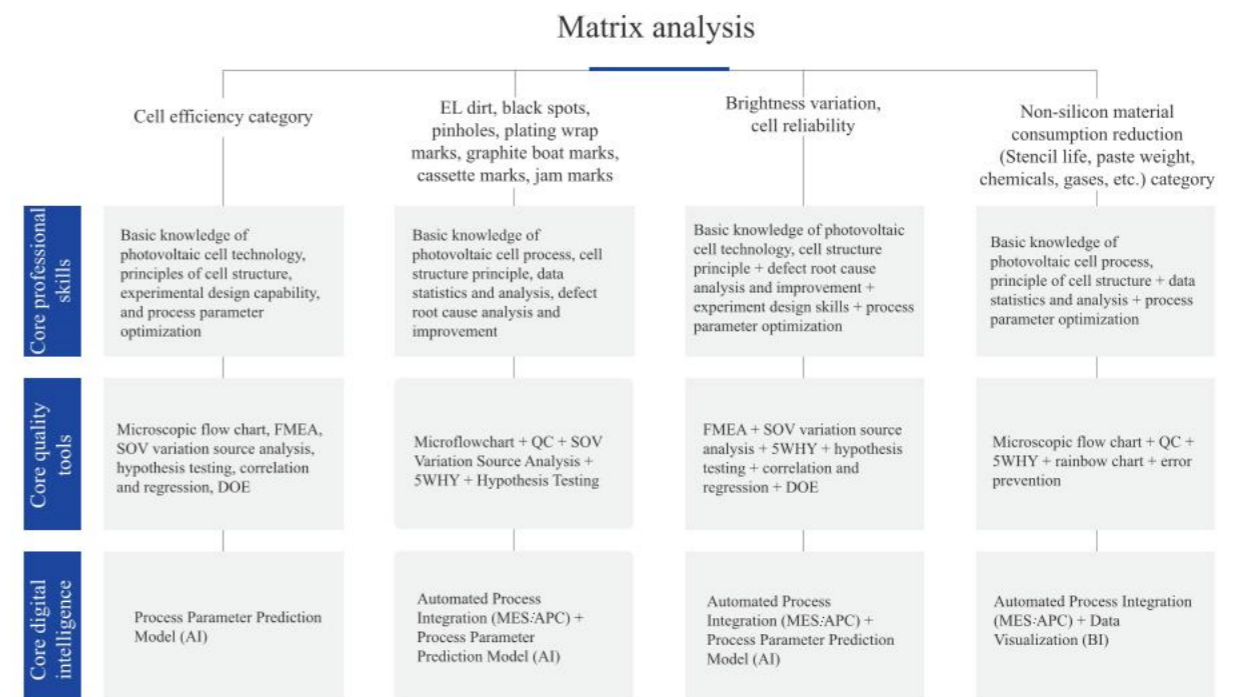 Matrix analysis
Cell efficiency category
EL dirt, black spots,
pinholes, plating wrap
marks, graphite boat marks,
cassette marks, jam marks
Brightness variation,
cell reliability
Non-silicon material
consumption reduction
(Stencil life, paste weight,
chemicals, gases, etc.) category
Core professional
skills
Basic knowledge of
photovoltaic cell technology,
principles of cell structure,
experimental design capability,
and process parameter
optimization
Basic knowledge of
photovoltaic cell process, cell
structure principle, data
statistics and analysis, defect
root cause analysis and
improvement
Basic knowledge of photovoltaic
cell technology, cell structure
principle + defect root cause
analysis and improvement +
experiment design skills + process
parameter optimization
Basic knowledge of
photovoltaic cell process,
principle of cell structure + data
statistics and analysis + process
parameter optimization
Core quality
tools
Microscopic flow chart, FMEA,
SOV variation source analysis,
hypothesis testing, correlation
and regression, DOE
Microflowchart + QC + SOV
Variation Source Analysis +
5WHY + Hypothesis Testing
FMEA + SOV variation source
analysis + 5WHY + hypothesis
testing + correlation and
regression + DOE
Microscopic flow chart + QC +
5WHY + rainbow chart + error
prevention
Core digital
intelligence
Process Parameter Prediction
Model (AI)
Automated Process
Integration (MES:APC) +
Process Parameter
Prediction Model (AI)
Automated Process
Integration (MES:APC) +
Process Parameter Prediction
Model (AI)
Automated Process Integration
(MES:APC) + Data
Visualization (BI)